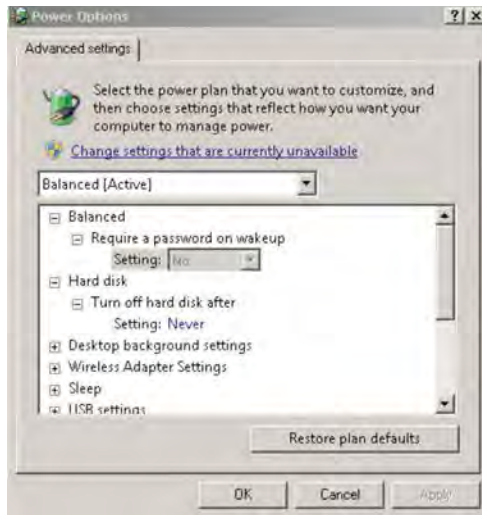 Power Options
Advanced settings
Select the power plan that you want to customize, and
then choose settings that reflect how you want your
computer to manage power.
Change settings that are currently unavailable
Balanced [Active]
Balanced
Require a password on wakeup
Setting: No
Hard disk
Turn off hard disk after
Setting: Never
Desktop background settings
Wireless Adapter Settings
Sleep
USB settings
Restore plan defaults
OK Cancel Apply